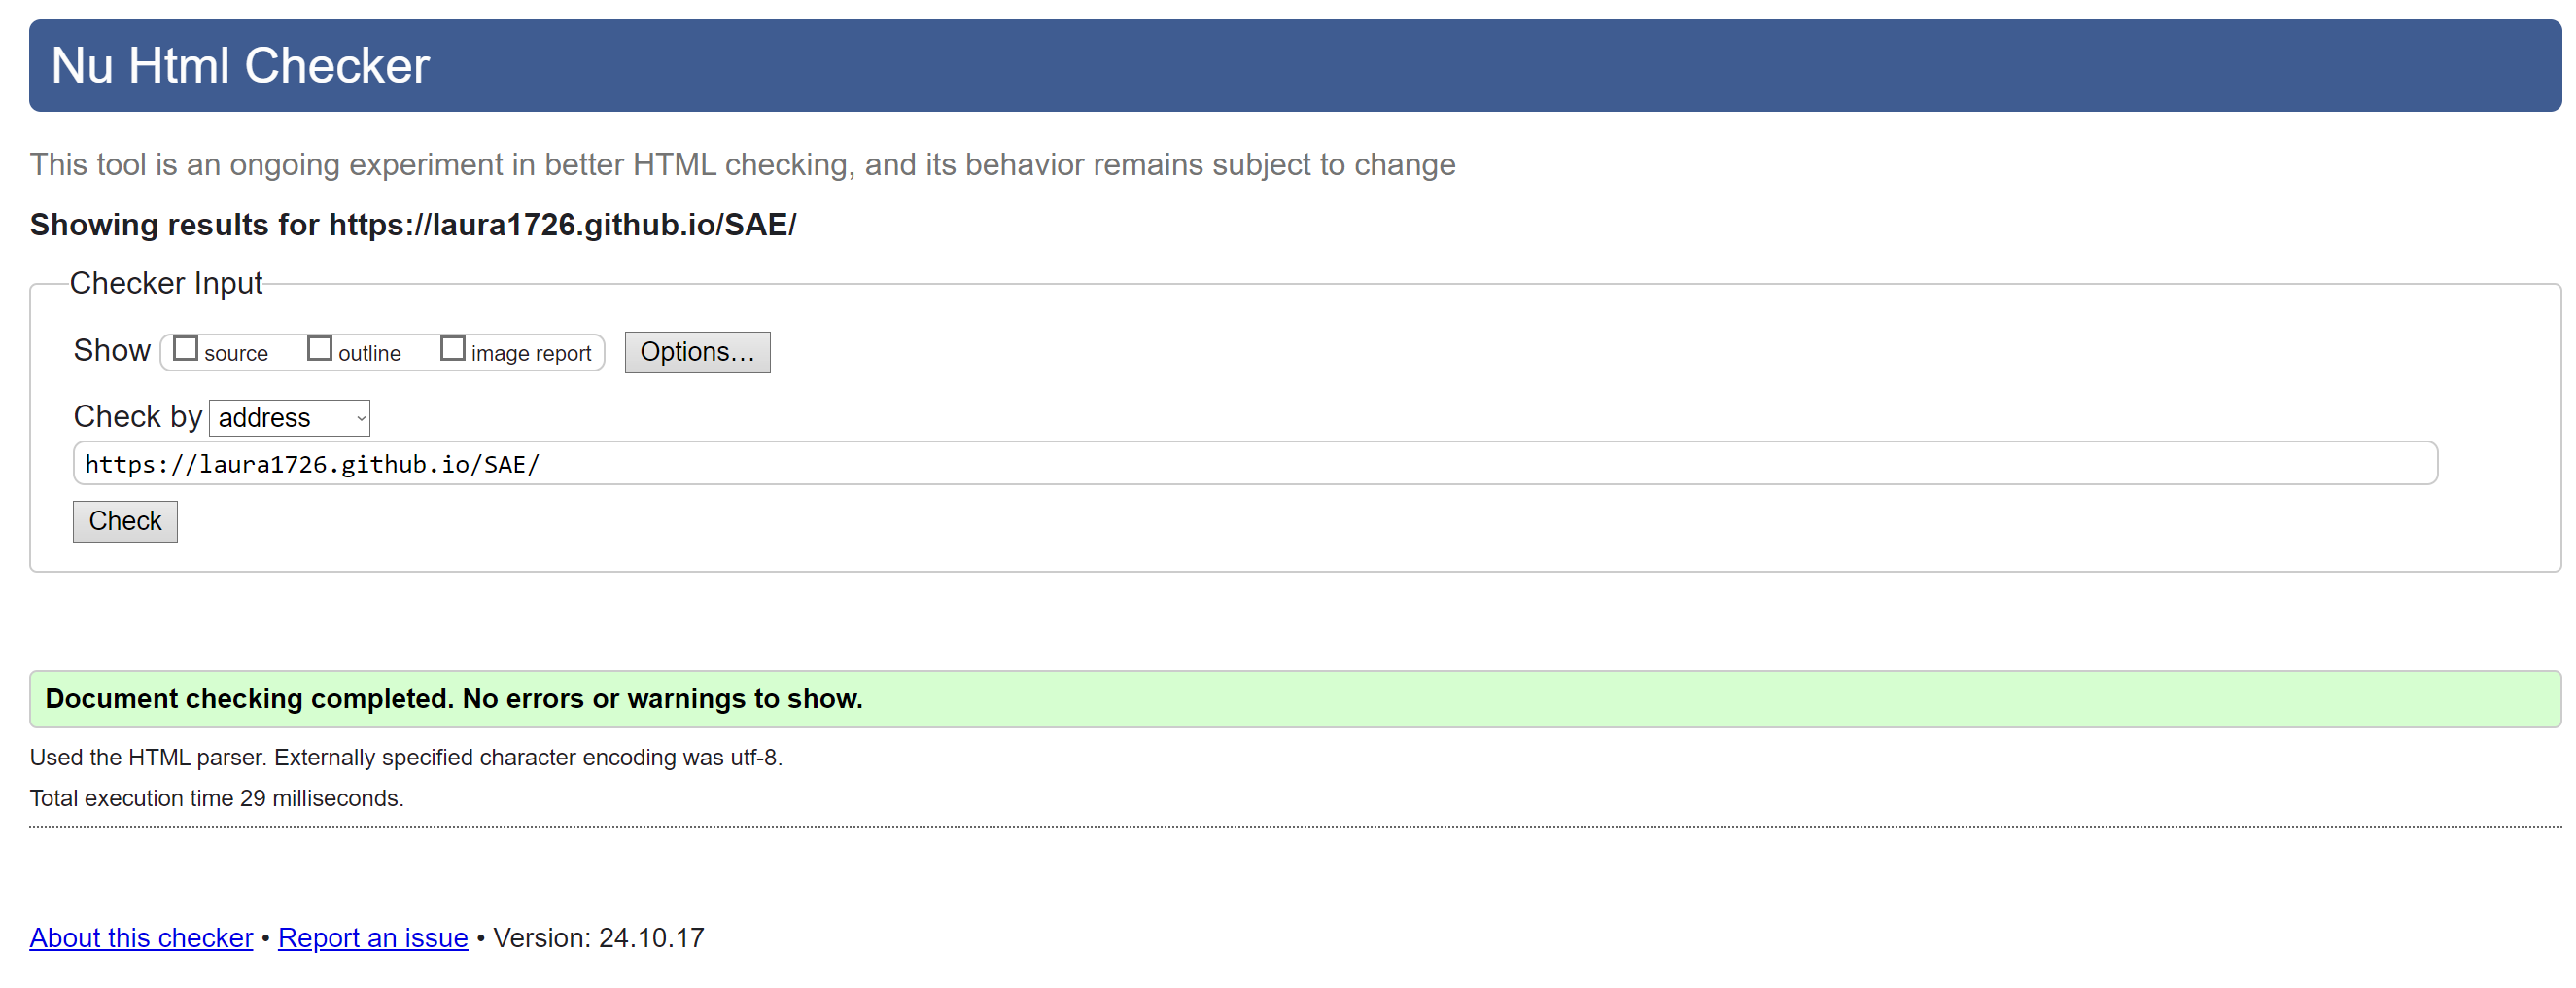 Nu Html Checker
This tool is an ongoing experiment in better HTML checking, and its behavior remains subject to change
Showing results for https://laura1726.github.io/SAE/
Checker Input
Show source outline image report Options…
Check by address
https://laura1726.github.io/SAE/
Check
Document checking completed. No errors or warnings to show.
Used the HTML parser. Externally specified character encoding was utf-8.
Total execution time 29 milliseconds.
About this checker • Report an issue • Version: 24.10.17